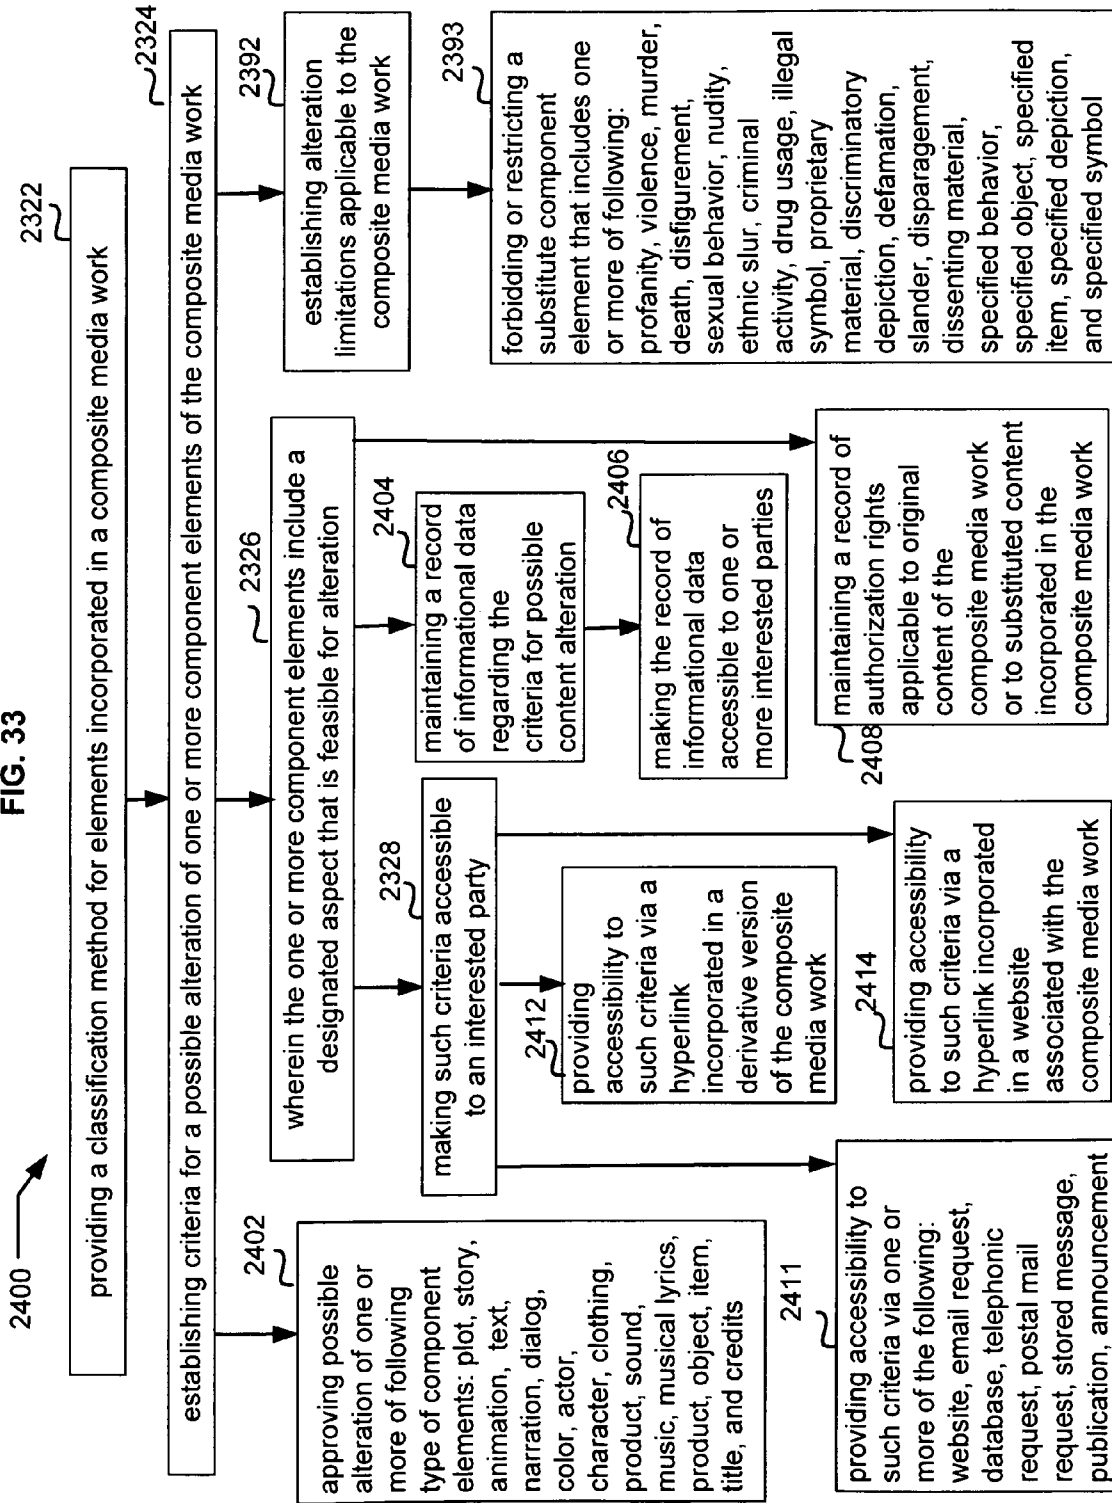 FIG. 33
2400
2322
providing a classification method for elements incorporated in a composite media work
2324
establishing criteria for a possible alteration of one or more component elements of the composite media work
2402
approving possible
alteration of one or
more of following
type of component
elements: plot, story,
animation, text,
narration, dialog,
color, actor,
character, clothing,
product, sound,
music, musical lyrics,
product, object, item,
title, and credits
2326
wherein the one or more component elements include a
designated aspect that is feasible for alteration
2392
establishing alteration
limitations applicable to the
composite media work
2393
forbidding or restricting a
substitute component
element that includes one
or more of following:
profanity, violence, murder,
death, disfigurement,
sexual behavior, nudity,
ethnic slur, criminal
activity, drug usage, illegal
symbol, proprietary
material, discriminatory
depiction, defamation,
slander, disparagement,
dissenting material,
specified behavior,
specified object, specified
item, specified depiction,
and specified symbol
2328
making such criteria accessible
to an interested party
2404
maintaining a record
of informational data
regarding the
criteria for possible
content alteration
2406
making the record of
informational data
accessible to one or
more interested parties
2408
maintaining a record of
authorization rights
applicable to original
content of the
composite media work
or to substituted content
incorporated in the
composite media work
2411
providing accessibility to
such criteria via one or
more of the following:
website, email request,
database, telephonic
request, postal mail
request, stored message,
publication, announcement
2412
providing
accessibility to
such criteria via a
hyperlink
incorporated in a
derivative version
of the composite
media work
2414
providing accessibility
to such criteria via a
hyperlink incorporated
in a website
associated with the
composite media work